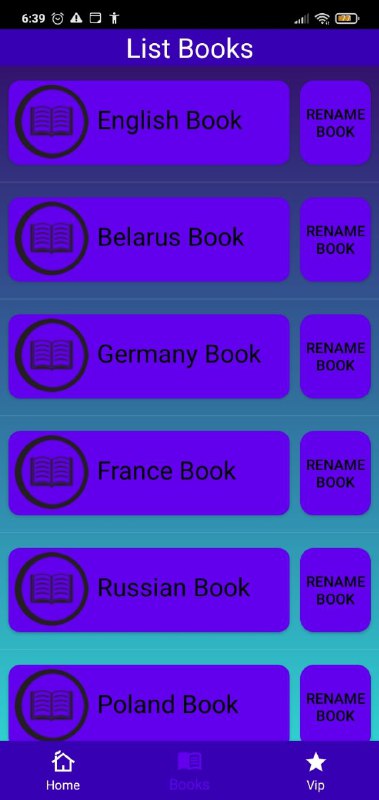 6:39
77
List Books
English Book
RENAME
BOOK
Belarus Book
RENAME
BOOK
Germany Book
RENAME
BOOK
France Book
RENAME
BOOK
Russian Book
RENAME
BOOK
Poland Book
RENAME
BOOK
Home
Books
Vip